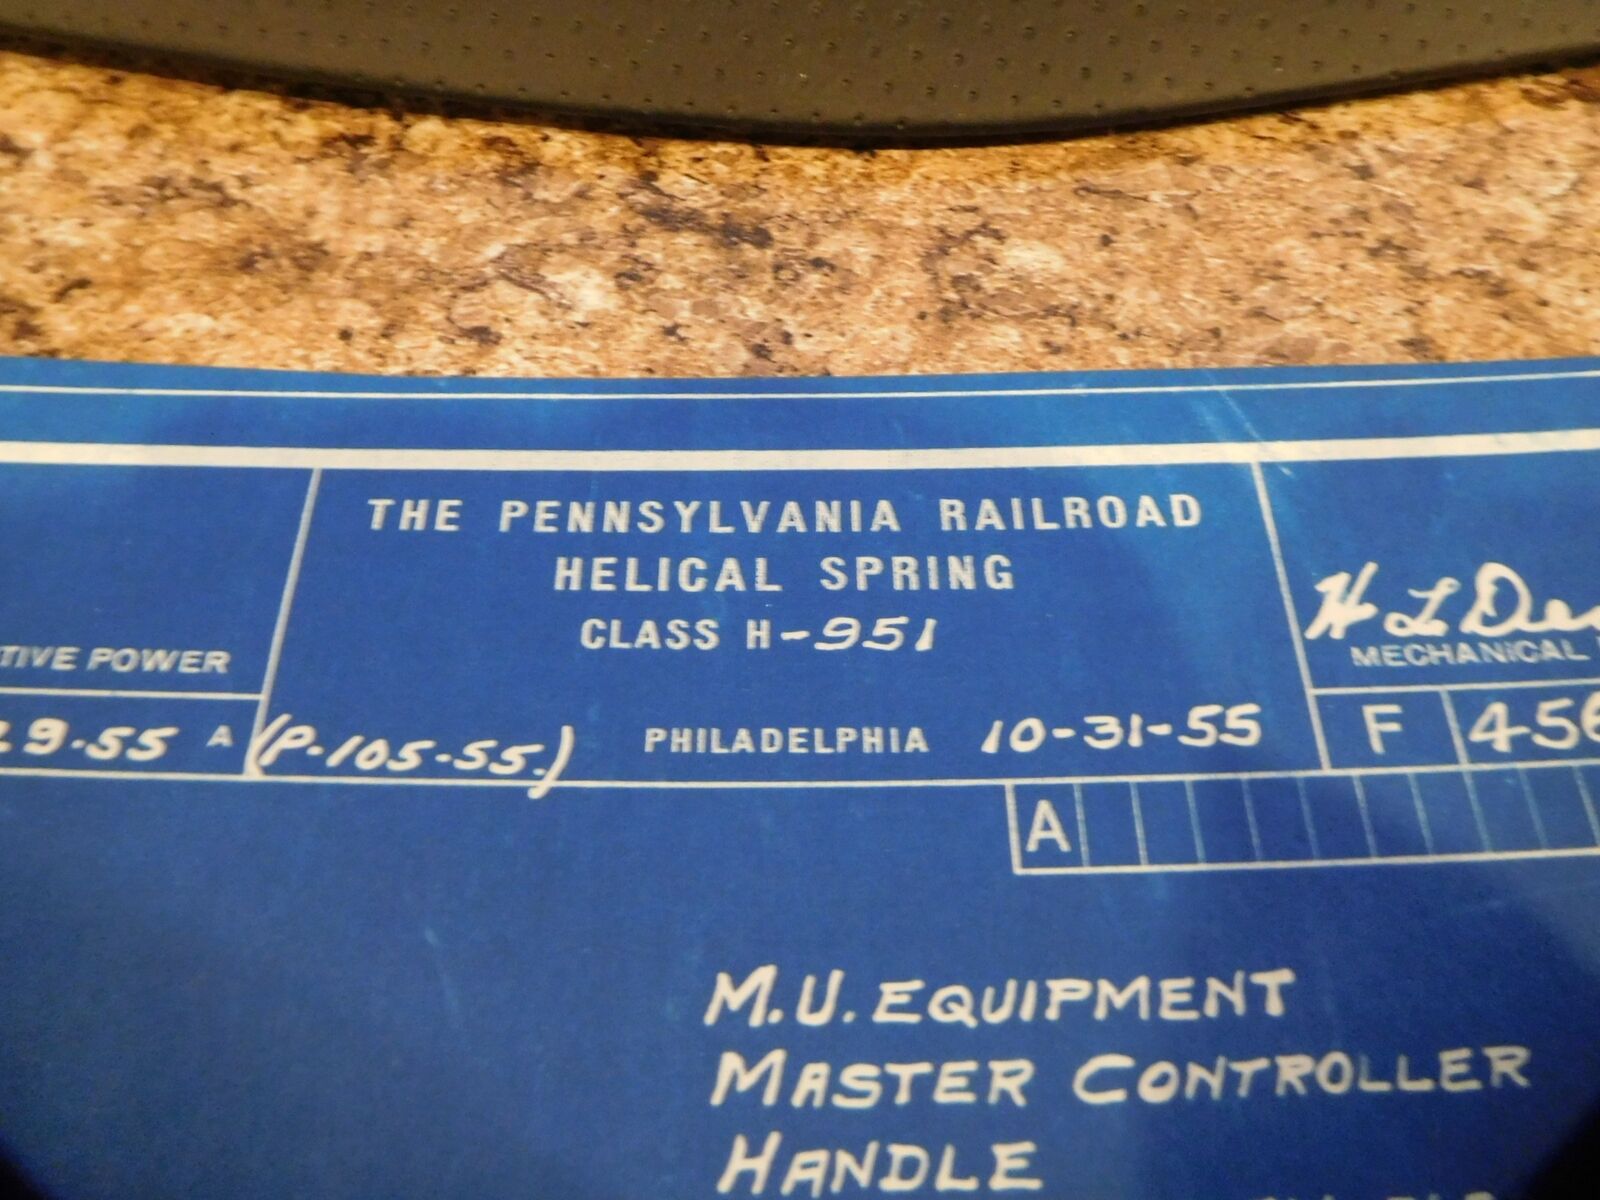 THE PENNSYLVANIA RAILROAD
HELICAL SPRING
CLASS H-951
POWER
A (P-105-55.) PHILADELPHIA 10-31-55
H L
MECHANICAL
F
A
M.U. EQUIPMENT
MASTER CONTROLLER
HANDLE